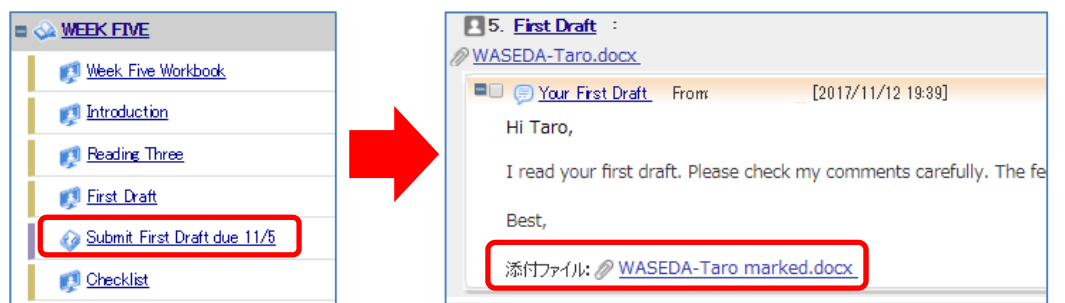 WEEK FIVE
Week Five Workbook
Introduction
Reading Three
First Draft
Submit First Draft due 11/5
Checklist
5. First Draft :
WASEDA-Taro.docx
Your First Draft From [2017/11/12 19:39]
Hi Taro,
I read your first draft. Please check my comments carefully. The fe
Best,
添付ファイル: WASEDA-Taro marked.docx